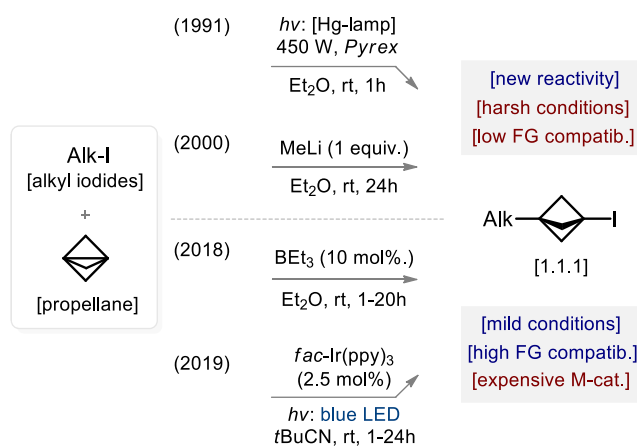 (1991)
hv: [Hg-lamp]
450 W, Pyrex
Et₂O, rt, 1h
[new reactivity]
[harsh conditions]
[low FG compatib.]
Alk-I
[alkyl iodides]
+
[propellane]
(2000)
MeLi (1 equiv.)
Et₂O, rt, 24h
Alk
I
[1.1.1]
(2018)
BEt₃ (10 mol%.)
Et₂O, rt, 1-20h
(2019)
fac-Ir(ppy)₃
(2.5 mol%)
hv: blue LED
tBuCN, rt, 1-24h
[mild conditions]
[high FG compatib.]
[expensive M-cat.]